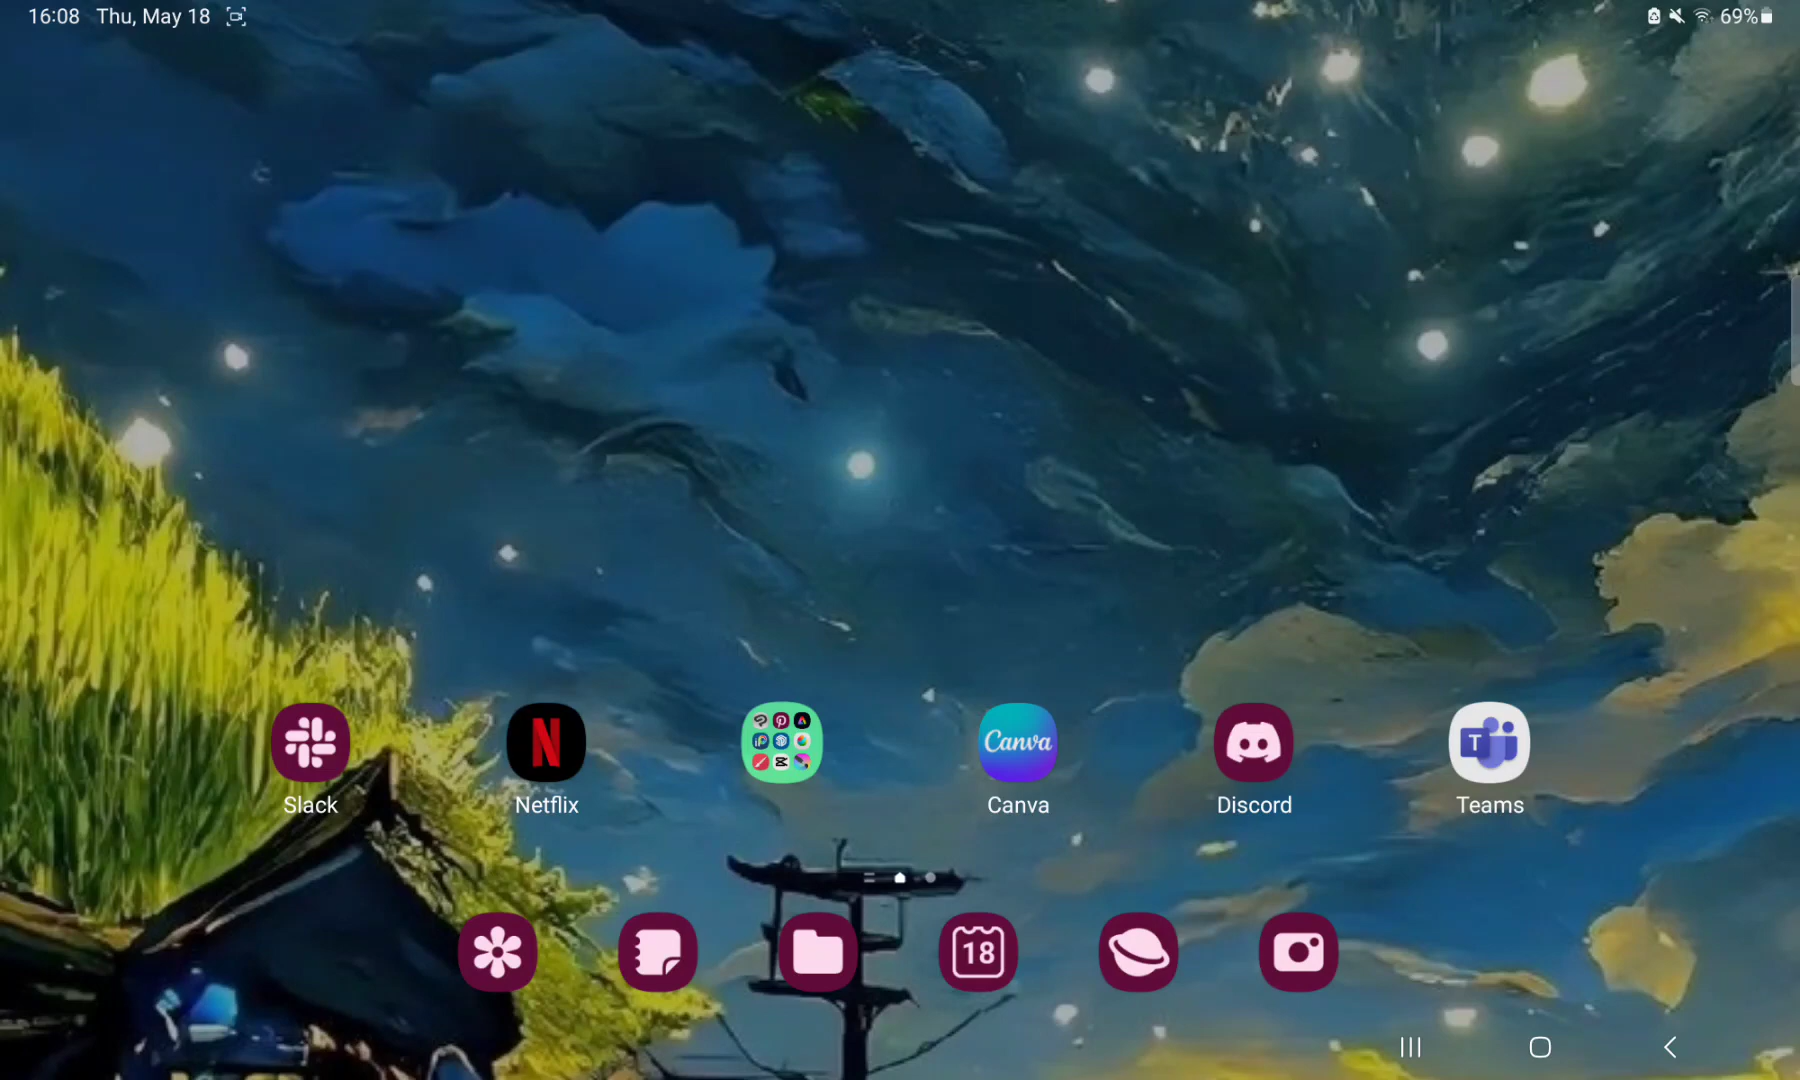 16:08 Thu, May 18
69%
N
Canva
T
Slack
Netflix
Canva
Discord
Teams
18